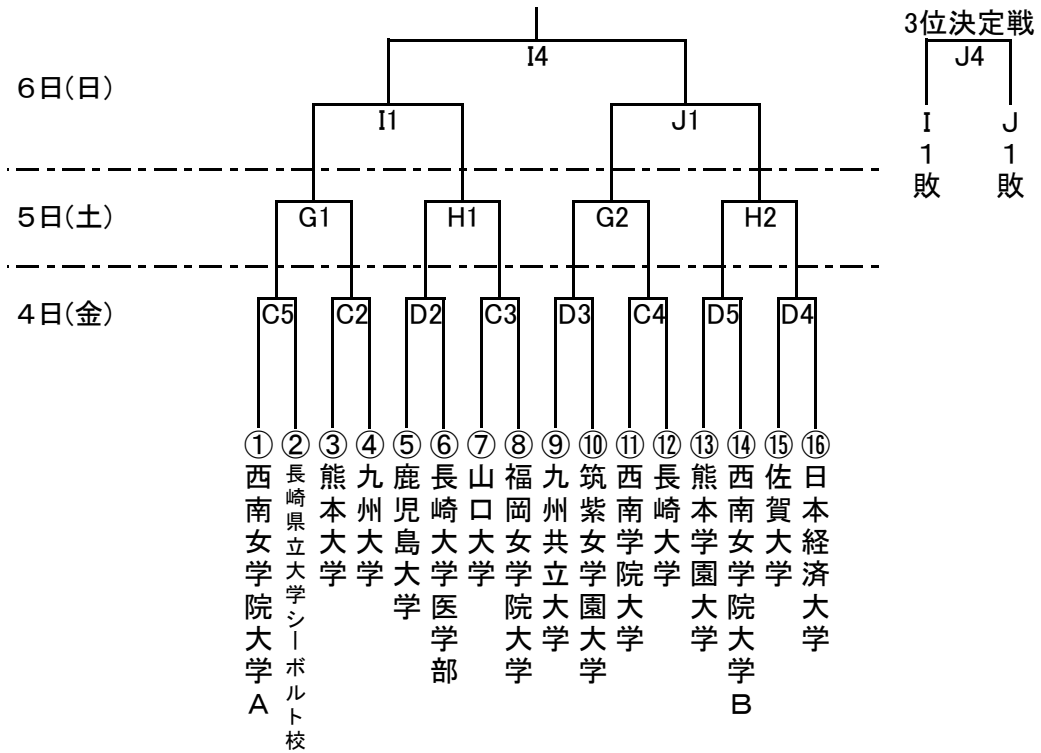 3位決定戦
I4
J4
6日(日)
I1
J1
I1敗
J1敗
5日(土)
G1
H1
G2
H2
4日(金)
C5
C2
D2
C3
D3
C4
D5
D4
①西南女学院大学A
②長崎県立大学シーボルト校
③熊本大学
④九州大学
⑤鹿児島大学
⑥長崎大学医学部
⑦山口大学
⑧福岡女学院大学
⑨九州共立大学
⑩筑紫女学園大学
⑪西南学院大学
⑫長崎大学
⑬熊本学園大学
⑭西南女学院大学B
⑮佐賀大学
⑯日本経済大学